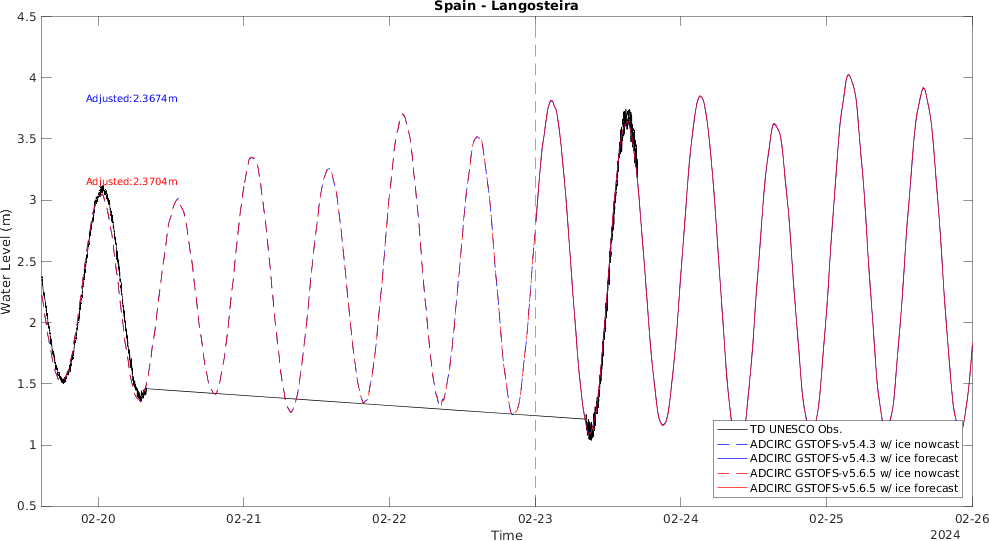 Spain - Langosteira
4.5
4
3.5
3
2.5
2
1.5
1
0.5
Water Level (m)
Adjusted:2.3674m
Adjusted:2.3704m
TD UNESCO Obs.
ADCIRC GSTOFS-v5.4.3 w/ ice nowcast
ADCIRC GSTOFS-v5.4.3 w/ ice forecast
ADCIRC GSTOFS-v5.6.5 w/ ice nowcast
ADCIRC GSTOFS-v5.6.5 w/ ice forecast
02-20 02-21 02-22 02-23 02-24 02-25 02-26
Time
2024